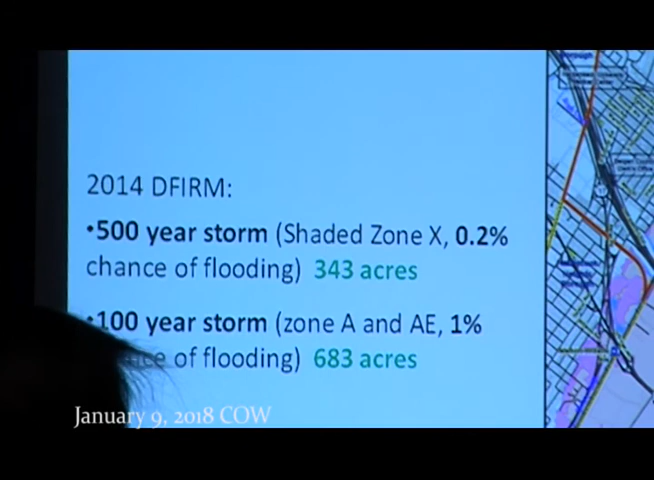 2014 DFIRM:
•500 year storm (Shaded Zone X, 0.2%
chance of flooding) 343 acres
•100 year storm (zone A and AE, 1%
of flooding) 683 acres
January 9, 2018 COW